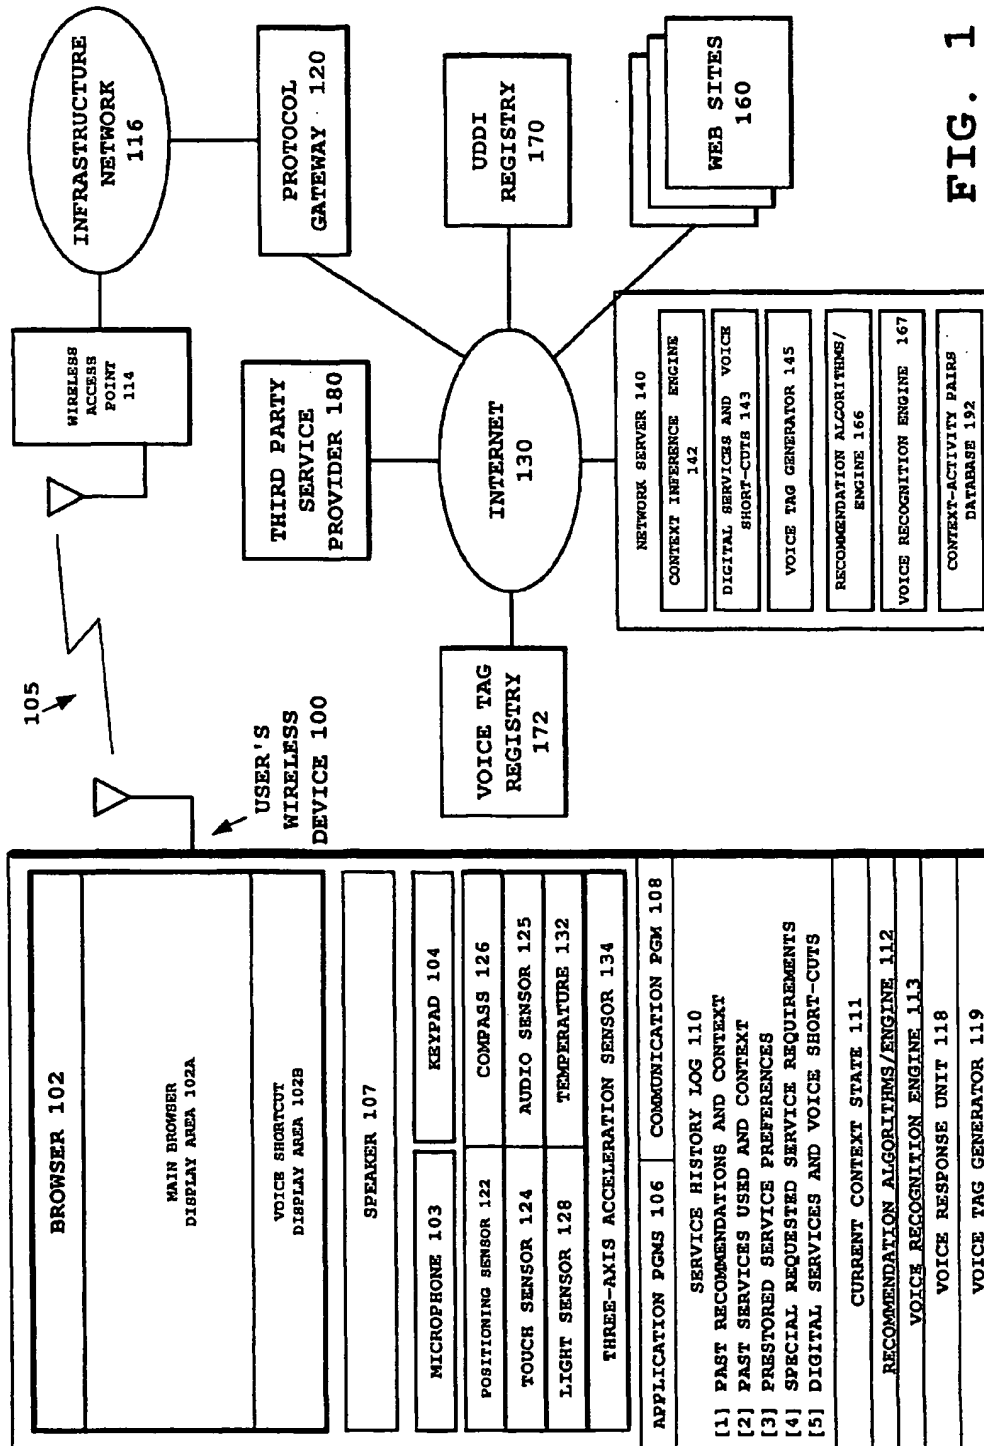 BROWSER 102
MAIN BROWSER
DISPLAY AREA 102A
VOICE SHORTCUT
DISPLAY AREA 102B
SPEAKER 107
MICROPHONE 103
KEYPAD 104
POSITIONING SENSOR 122
COMPASS 126
TOUCH SENSOR 124
AUDIO SENSOR 125
LIGHT SENSOR 128
TEMPERATURE 132
THREE-AXIS ACCELERATION SENSOR 134
APPLICATION PGMS 106
COMMUNICATION PGM 108
SERVICE HISTORY LOG 110
[1] PAST RECOMMENDATIONS AND CONTEXT
[2] PAST SERVICES USED AND CONTEXT
[3] PRESTORED SERVICE PREFERENCES
[4] SPECIAL REQUESTED SERVICE REQUIREMENTS
[5] DIGITAL SERVICES AND VOICE SHORT-CUTS
CURRENT CONTEXT STATE 111
RECOMMENDATION ALGORITHMS/ENGINE 112
VOICE RECOGNITION ENGINE 113
VOICE RESPONSE UNIT 118
VOICE TAG GENERATOR 119
105
USER'S
WIRELESS
DEVICE 100
WIRELESS
ACCESS
POINT
114
INFRASTRUCTURE
NETWORK
116
THIRD PARTY
SERVICE
PROVIDER 180
PROTOCOL
GATEWAY 120
VOICE TAG
REGISTRY
172
INTERNET
130
UDDI
REGISTRY
170
WEB SITES
160
NETWORK SERVER 140
CONTEXT INFERENCE ENGINE
142
DIGITAL SERVICES AND VOICE
SHORT-CUTS 143
VOICE TAG GENERATOR 145
RECOMMENDATION ALGORITHMS/
ENGINE 166
VOICE RECOGNITION ENGINE 167
CONTEXT-ACTIVITY PAIRS
DATABASE 192
FIG. 1